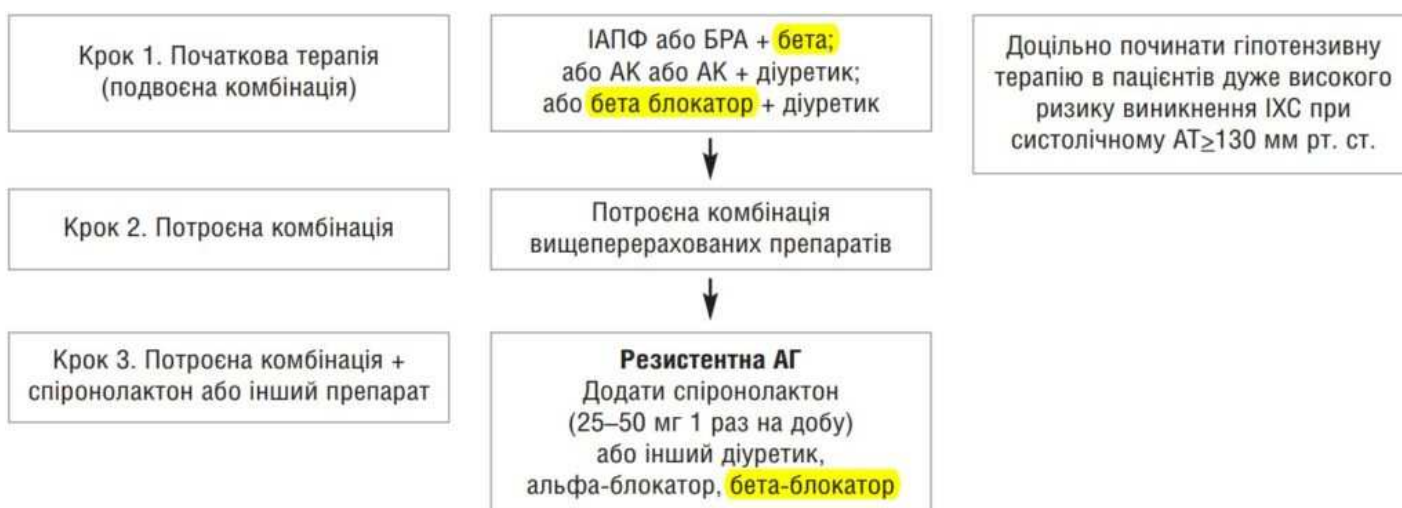 Крок 1. Початкова терапія
(подвоєна комбінація)
ІАПФ або БРА + бета;
або АК або АК + діуретик;
або бета блокатор + діуретик
Доцільно починати гіпотензивну
терапію в пацієнтів дуже високого
ризику виникнення ІХС при
систолічному АТ≥130 мм рт. ст.
Крок 2. Потроєна комбінація
Потроєна комбінація
вищеперерахованих препаратів
Крок 3. Потроєна комбінація +
спіронолактон або інший препарат
Резистентна АГ
Додати спіронолактон
(25–50 мг 1 раз на добу)
або інший діуретик,
альфа-блокатор, бета-блокатор